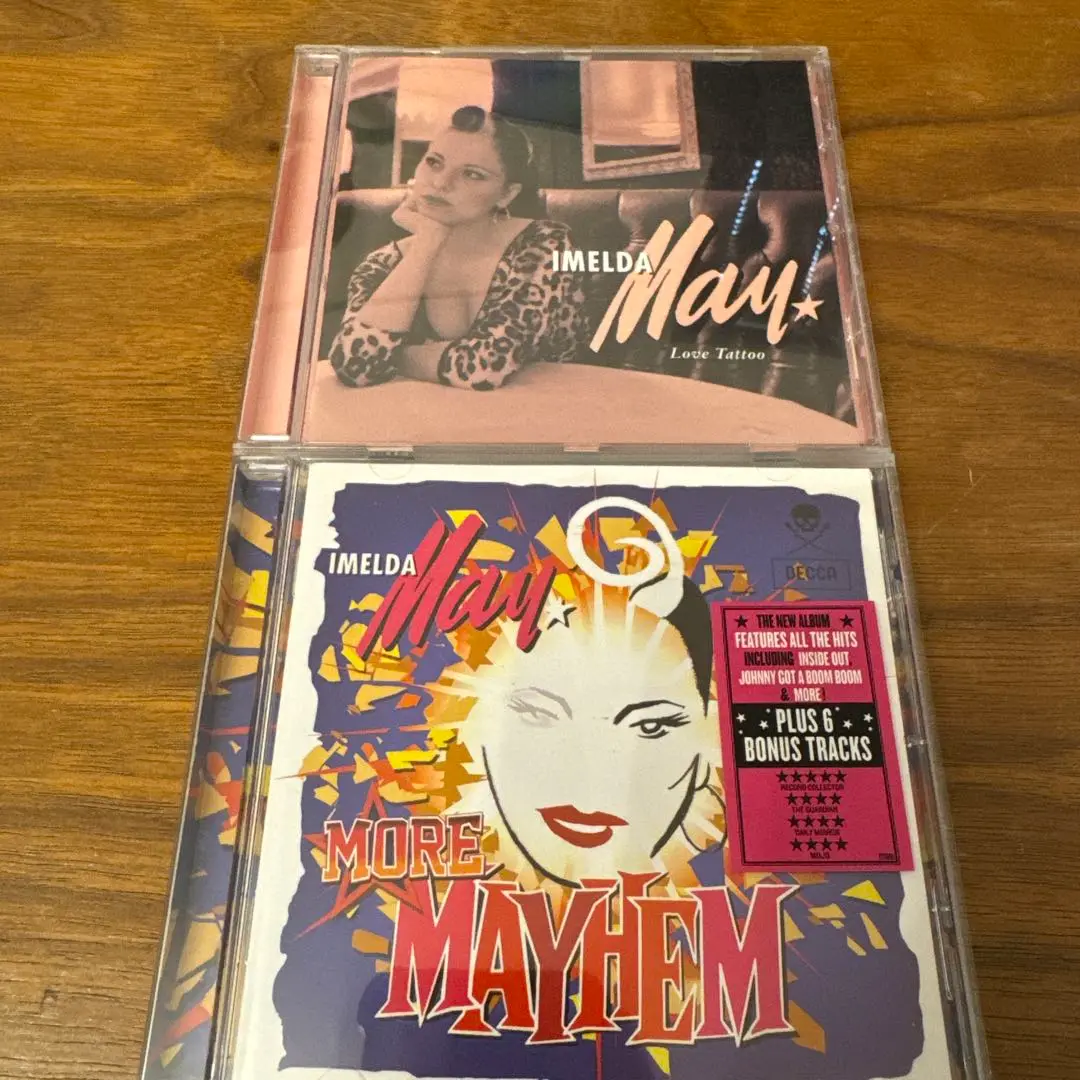 IMELDA May
Love Tattoo
IMELDA May
DECCA
★ THE NEW ALBUM ★
FEATURES ALL THE HITS
INCLUDING INSIDE OUT,
JOHNNY GOT A BOOM BOOM
& MORE!
PLUS 6
BONUS TRACKS
★★★★★
RECORD COLLECTOR
★★★★
THE GUARDIAN
★★★★
DAILY MIRROR
★★★★
MOJO
MORE
MAYHEM